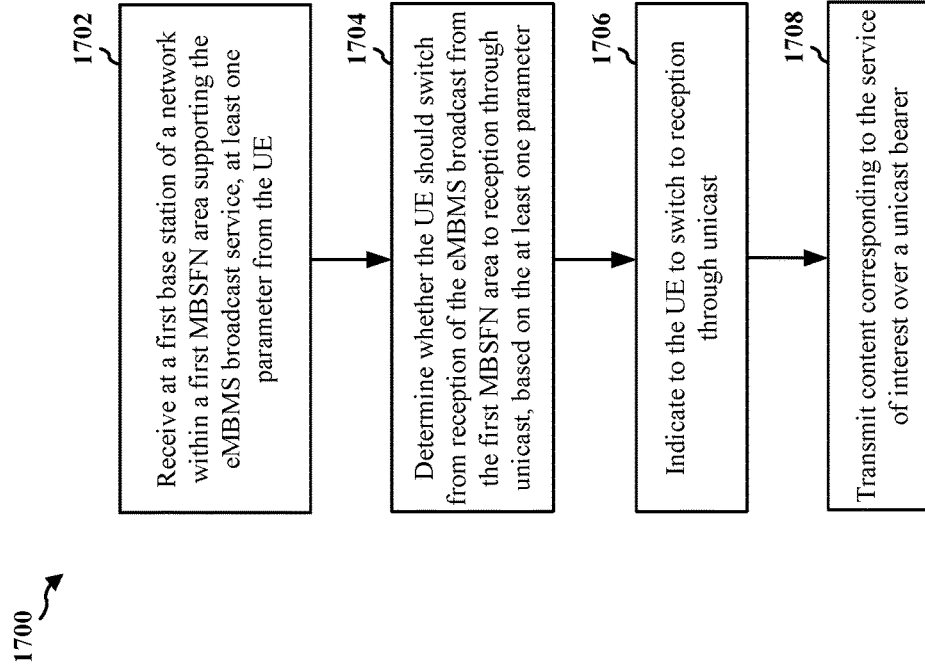 1700
1702
Receive at a first base station of a network
within a first MBSFN area supporting the
eMBMS broadcast service, at least one
parameter from the UE
1704
Determine whether the UE should switch
from reception of the eMBMS broadcast from
the first MBSFN area to reception through
unicast, based on the at least one parameter
1706
Indicate to the UE to switch to reception
through unicast
1708
Transmit content corresponding to the service
of interest over a unicast bearer